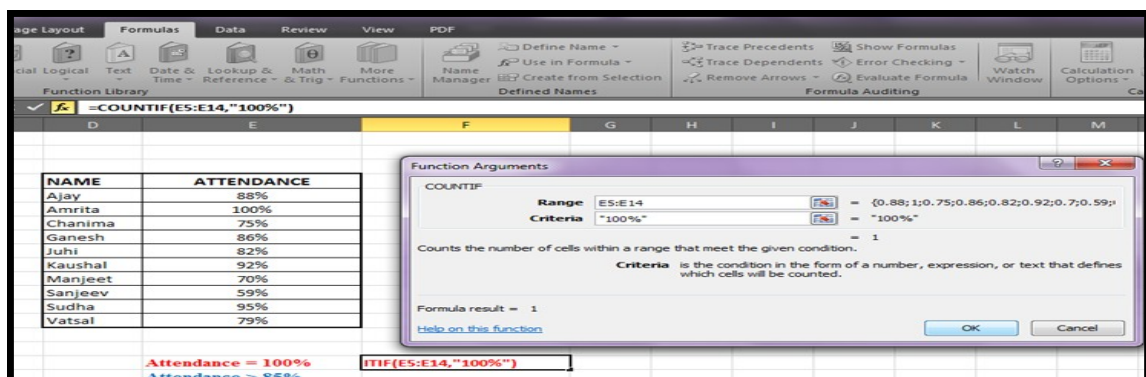 age Layout Formulas Data Review View PDF
Define Name Trace Precedents Show Formulas
Use in Formula Trace Dependents Error Checking
cial Logical Text Date & Time Lookup & Reference Math & Trig More Functions Name Manager Create from Selection Remove Arrows Evaluate Formula Watch Window Calculation Options
Function Library Defined Names Formula Auditing Ca
fx =COUNTIF(E5:E14,"100%")
D E F G H I J K L M
NAME ATTENDANCE
Ajay 88%
Amrita 100%
Chanima 75%
Ganesh 86%
Juhi 82%
Kaushal 92%
Manjeet 70%
Sanjeev 59%
Sudha 95%
Vatsal 79%
Function Arguments
COUNTIF
Range E5:E14 = {0.88;1;0.75;0.86;0.82;0.92;0.7;0.59;
Criteria "100%" = "100%"
= 1
Counts the number of cells within a range that meet the given condition.
Criteria is the condition in the form of a number, expression, or text that defines
which cells will be counted.
Formula result = 1
Help on this function OK Cancel
Attendance = 100% ITIF(E5:E14,"100%")
Attendance > 85%